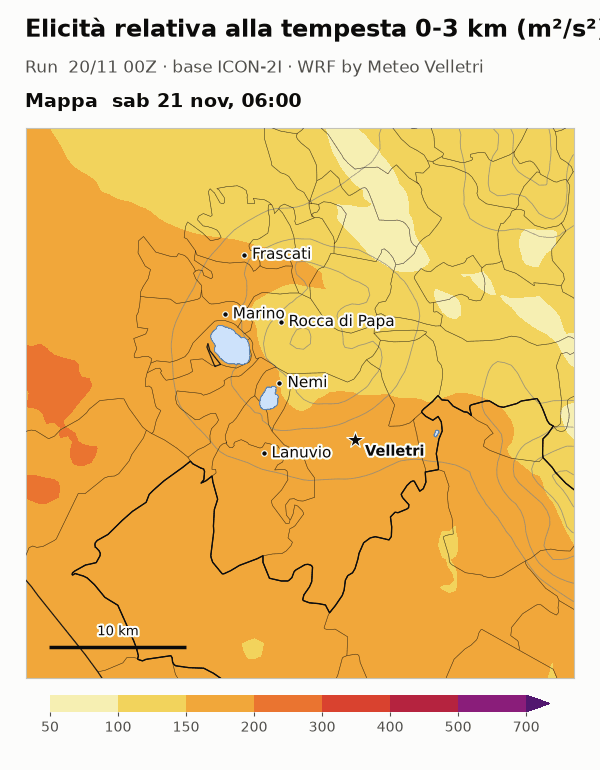 Elicità relativa alla tempesta 0-3 km (m²/s²)
Run 20/11 00Z · base ICON-2I · WRF by Meteo Velletri
Mappa sab 21 nov, 06:00
Frascati
Marino
Rocca di Papa
Nemi
Velletri
Lanuvio
10 km
50 100 150 200 300 400 500 700